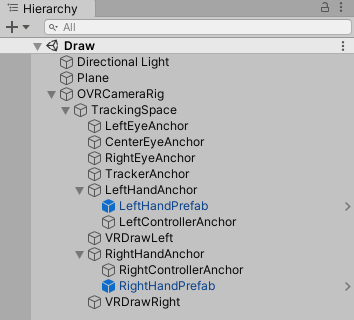 Hierarchy
All
Draw
Directional Light
Plane
OVRCameraRig
TrackingSpace
LeftEyeAnchor
CenterEyeAnchor
RightEyeAnchor
TrackerAnchor
LeftHandAnchor
LeftHandPrefab
LeftControllerAnchor
VRDrawLeft
RightHandAnchor
RightControllerAnchor
RightHandPrefab
VRDrawRight